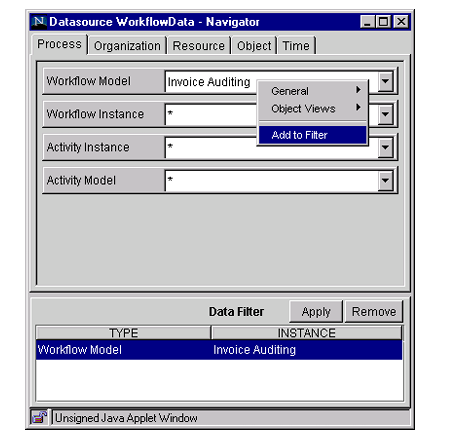 Datasource WorkflowData - Navigator
Process Organization Resource Object Time
Workflow Model Invoice Auditing
General
Object Views
Workflow Instance *
Add to Filter
Activity Instance *
Activity Model *
Data Filter Apply Remove
TYPE INSTANCE
Workflow Model Invoice Auditing
Unsigned Java Applet Window